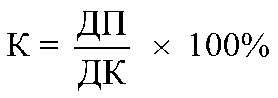 К = ДП / ДК × 100%